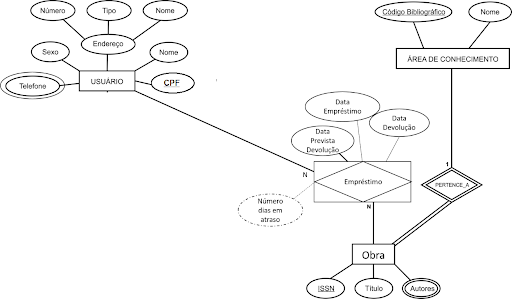 Número
Tipo
Nome
Endereço
Sexo
Nome
USUÁRIO
Telefone
CPF
Código Bibliográfico
Nome
ÁREA DE CONHECIMENTO
Data
Empréstimo
Data
Devolução
Data
Prevista
Devolução
N
Empréstimo
1
PERTENCE_A
Número
dias em
atraso
N
Obra
ISSN
Título
Autores